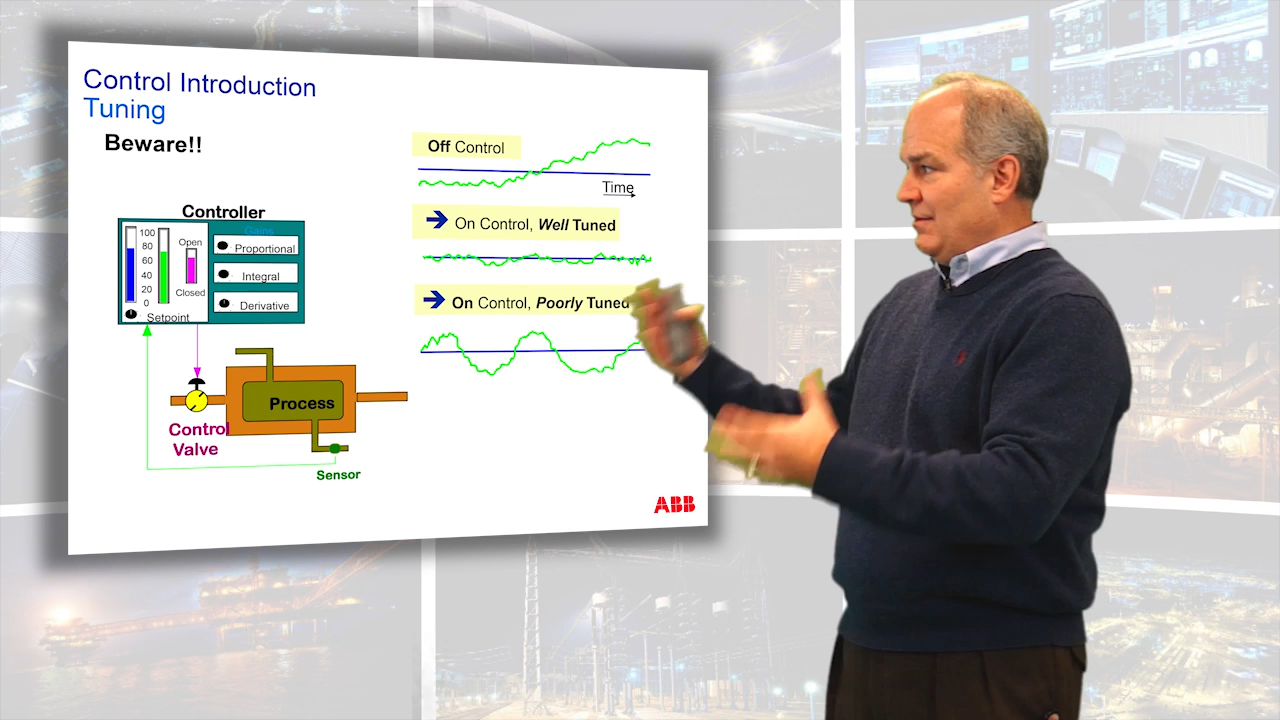 Control Introduction
Tuning
Beware!!
Controller
100
80
60
40
20
0
Open
Closed
Setpoint
Gains
Proportional
Integral
Derivative
Control
Valve
Process
Sensor
Off Control
Time
On Control, Well Tuned
On Control, Poorly Tuned
ABB